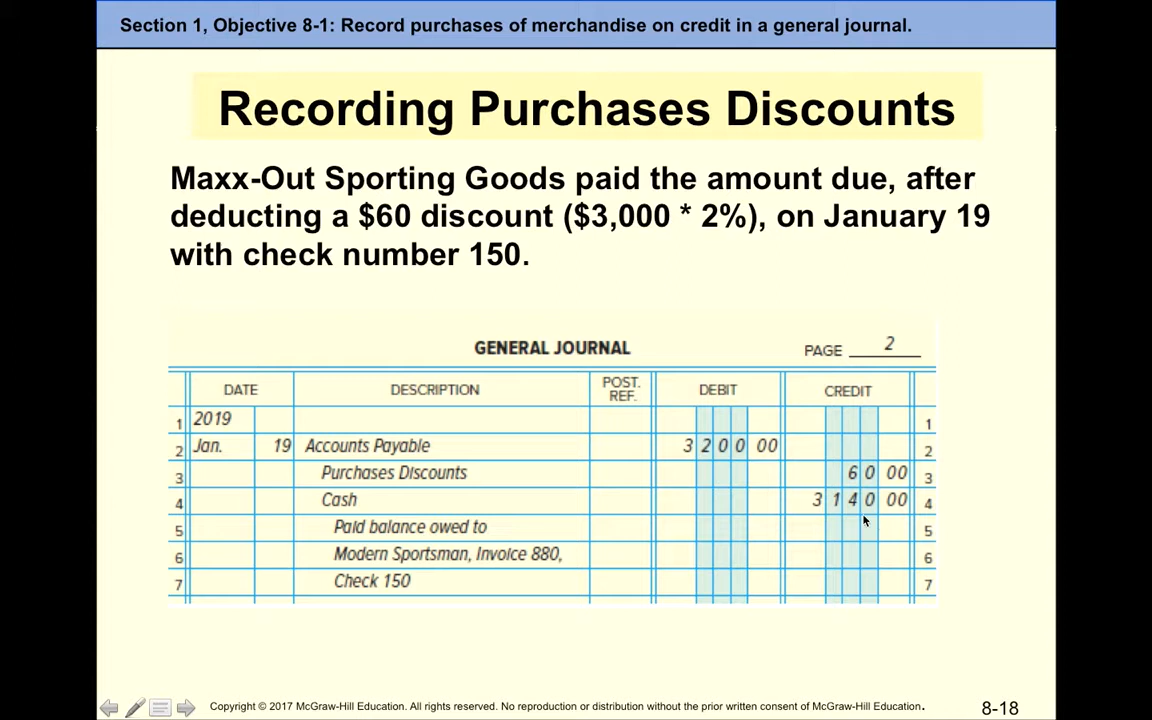 Section 1, Objective 8-1: Record purchases of merchandise on credit in a general journal.
Recording Purchases Discounts
Maxx-Out Sporting Goods paid the amount due, after
deducting a $60 discount ($3,000 * 2%), on January 19
with check number 150.
GENERAL JOURNAL PAGE 2
DATE DESCRIPTION POST. REF. DEBIT CREDIT
1 2019 1
2 Jan. 19 Accounts Payable 3 2 0 0 00 2
3 Purchases Discounts 6 0 00 3
4 Cash 3 1 4 0 00 4
5 Paid balance owed to 5
6 Modern Sportsman, Invoice 880, 6
7 Check 150 7
Copyright © 2017 McGraw-Hill Education. All rights reserved. No reproduction or distribution without the prior written consent of McGraw-Hill Education. 8-18